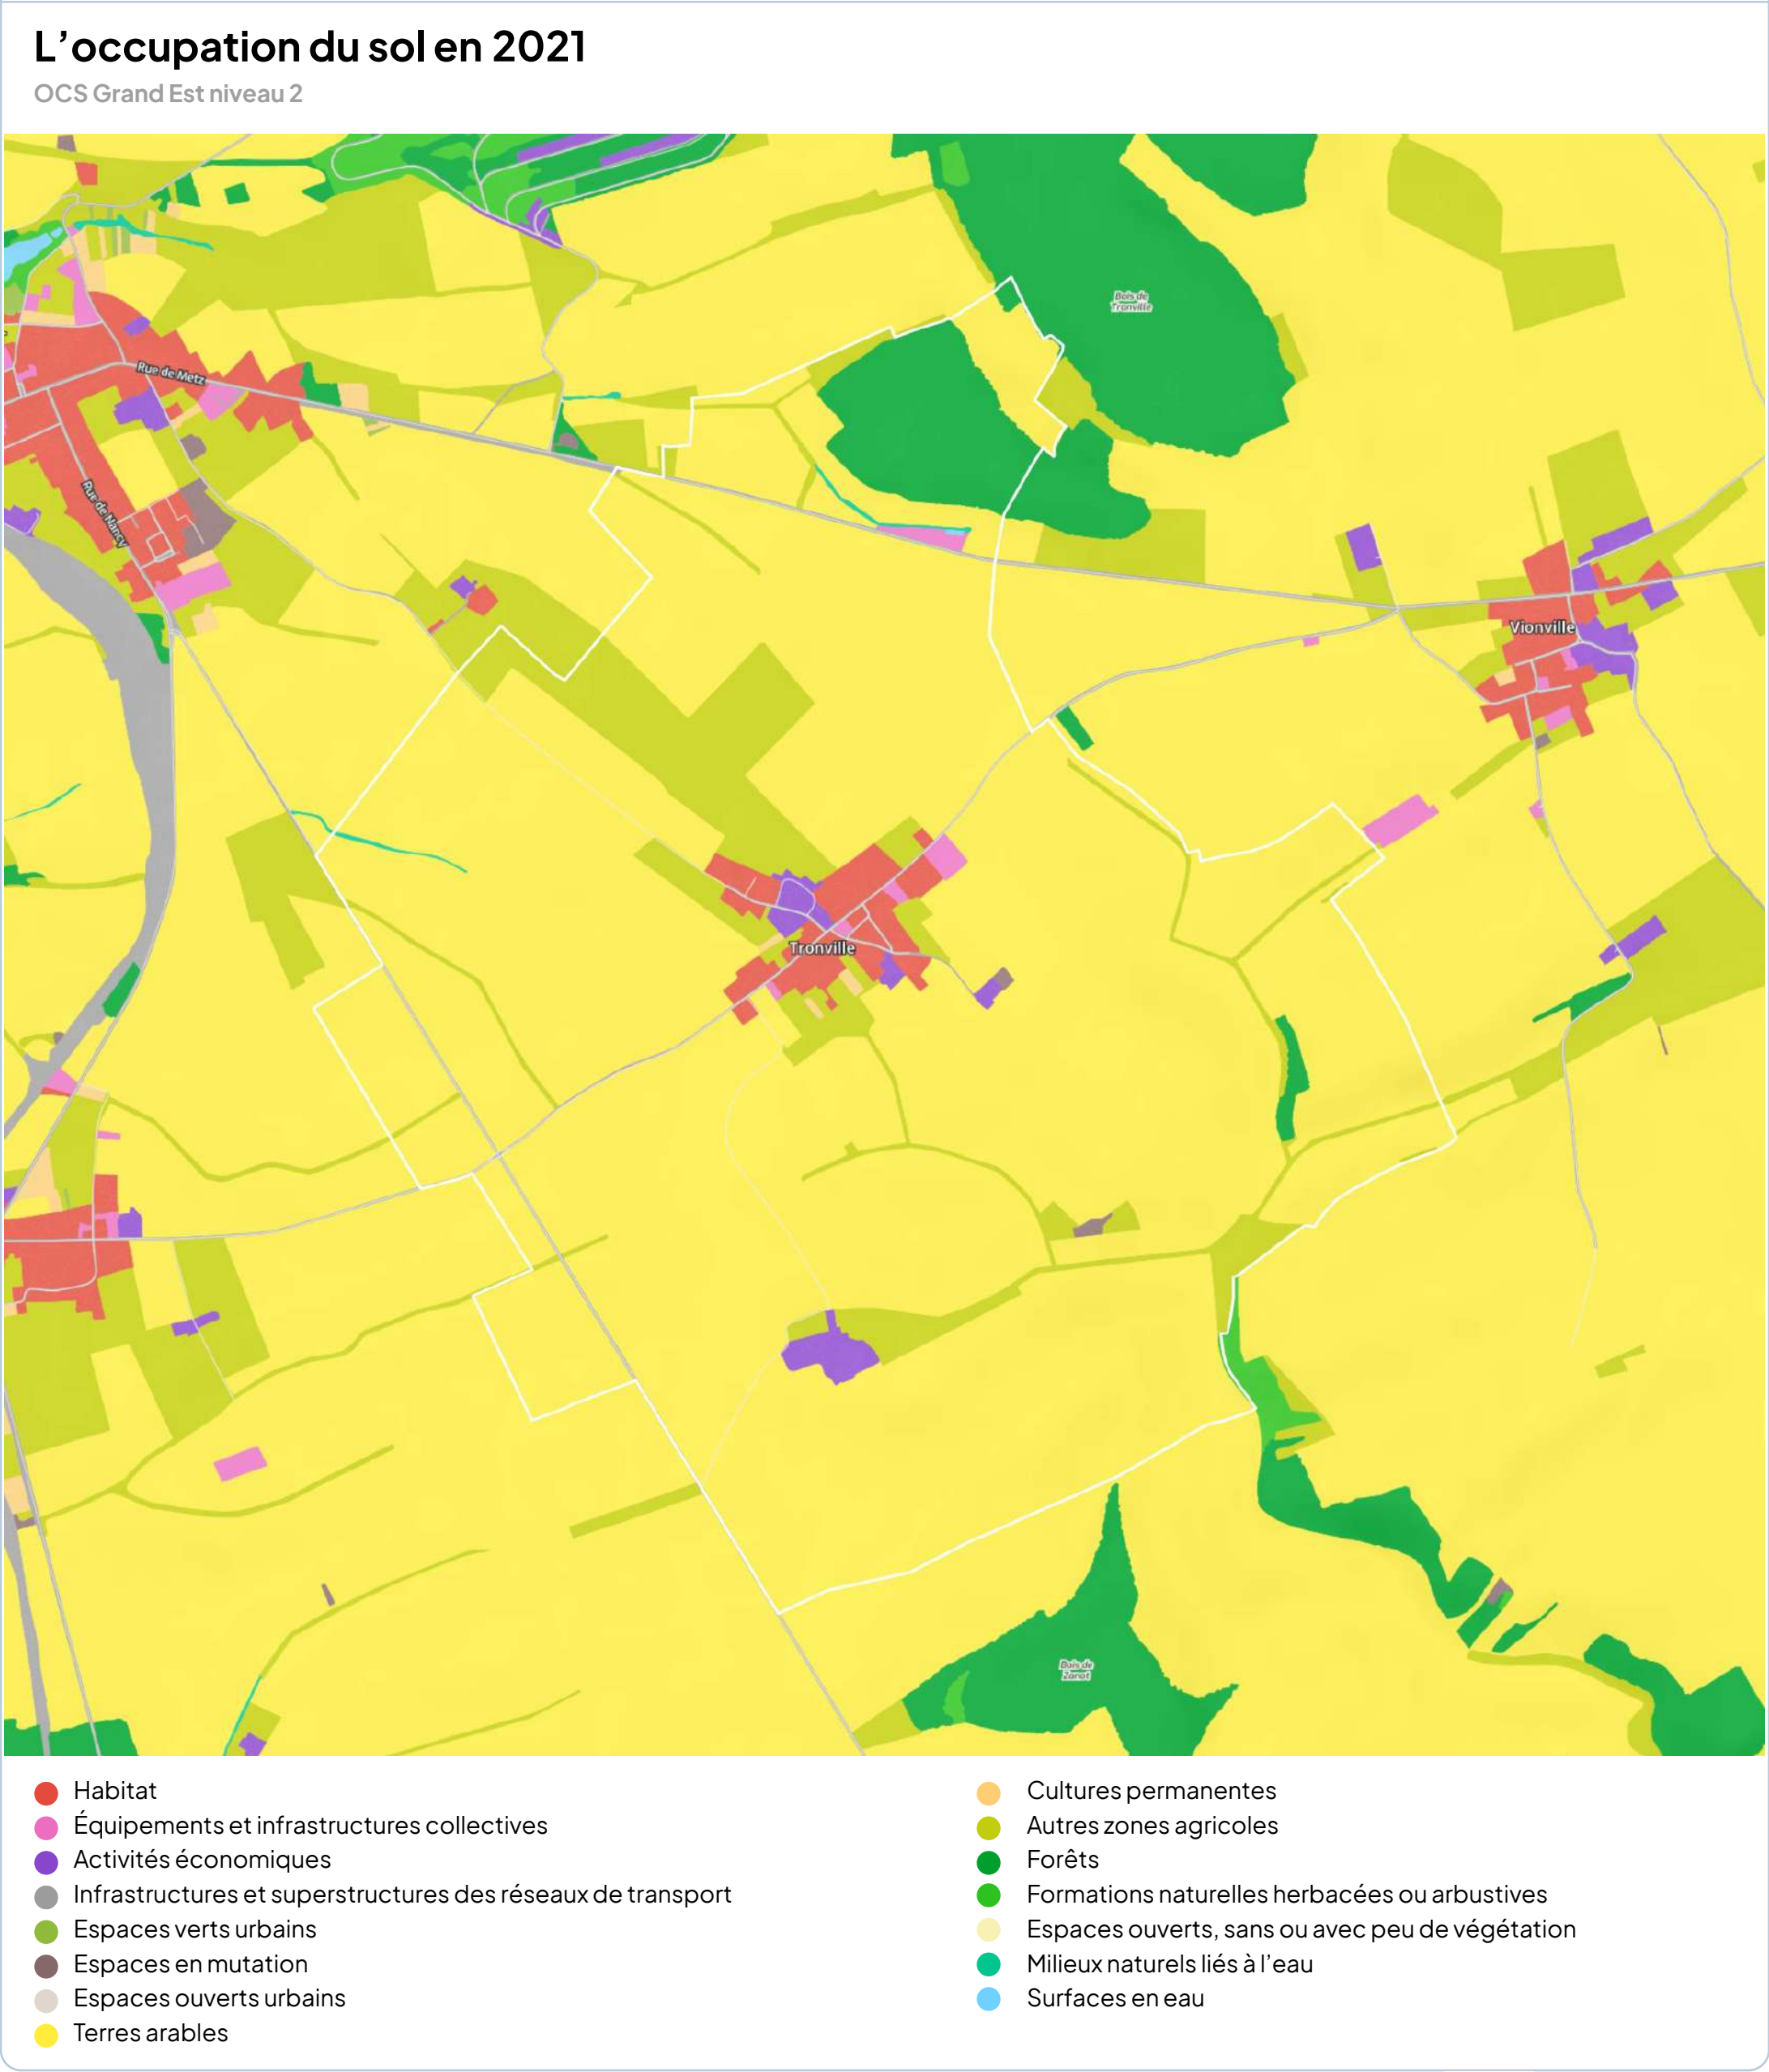 L’occupation du sol en 2021
OCS Grand Est niveau 2
Bois de
Tronville
Rue de Metz
Rue de Nancy
Vionville
Tronville
Bois de
Habitat
Équipements et infrastructures collectives
Activités économiques
Infrastructures et superstructures des réseaux de transport
Espaces verts urbains
Espaces en mutation
Espaces ouverts urbains
Terres arables
Cultures permanentes
Autres zones agricoles
Forêts
Formations naturelles herbacées ou arbustives
Espaces ouverts, sans ou avec peu de végétation
Milieux naturels liés à l’eau
Surfaces en eau